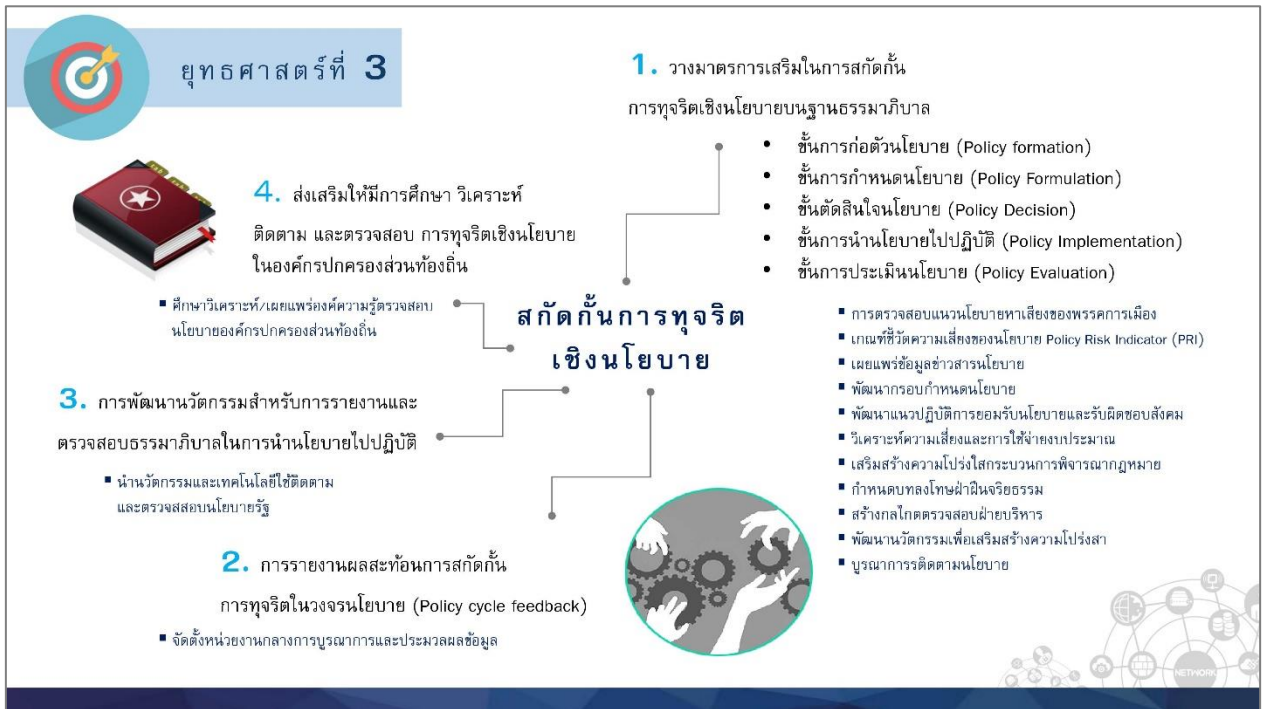 ยุทธศาสตร์ที่ 3
1. วางมาตรการเสริมในการสกัดกั้น
การทุจริตเชิงนโยบายบนฐานธรรมาภิบาล
• ขั้นการก่อตัวนโยบาย (Policy formation)
• ขั้นการกำหนดนโยบาย (Policy Formulation)
• ขั้นตัดสินใจนโยบาย (Policy Decision)
• ขั้นการนำนโยบายไปปฏิบัติ (Policy Implementation)
• ขั้นการประเมินนโยบาย (Policy Evaluation)
▪ การตรวจสอบแนวนโยบายหาเสียงของพรรคการเมือง
▪ เกณฑ์ชี้วัดความเสี่ยงของนโยบาย Policy Risk Indicator (PRI)
▪ เผยแพร่ข้อมูลข่าวสารนโยบาย
▪ พัฒนากรอบกำหนดนโยบาย
▪ พัฒนาแนวปฏิบัติการยอมรับนโยบายและรับผิดชอบสังคม
▪ วิเคราะห์ความเสี่ยงและการใช้จ่ายงบประมาณ
▪ เสริมสร้างความโปร่งใสกระบวนการพิจารณากฎหมาย
▪ กำหนดบทลงโทษฝ่าฝืนจริยธรรม
▪ สร้างกลไกตตรวจสอบฝ่ายบริหาร
▪ พัฒนานวัตกรรมเพื่อเสริมสร้างความโปร่งสา
▪ บูรณาการรติดตามนโยบาย
สกัดกั้นการทุจริต
เชิงนโยบาย
4. ส่งเสริมให้มีการศึกษา วิเคราะห์
ติดตาม และตรวจสอบ การทุจริตเชิงนโยบาย
ในองค์กรปกครองส่วนท้องถิ่น
▪ ศึกษาวิเคราะห์/เผยแพร่องค์ความรู้ตรวจสอบ
นโยบายองค์กรปกครองส่วนท้องถิ่น
3. การพัฒนานวัตกรรมสำหรับการรายงานและ
ตรวจสอบธรรมาภิบาลในการนำนโยบายไปปฏิบัติ
▪ นำนวัตกรรมและเทคโนโลยีใช้ติดตาม
และตรวจสสอบนโยบายรัฐ
2. การรายงานผลสะท้อนการสกัดกั้น
การทุจริตในวงจรนโยบาย (Policy cycle feedback)
▪ จัดตั้งหน่วยงานกลางการบูรณาการและประมวลผลข้อมูล
NETWORK